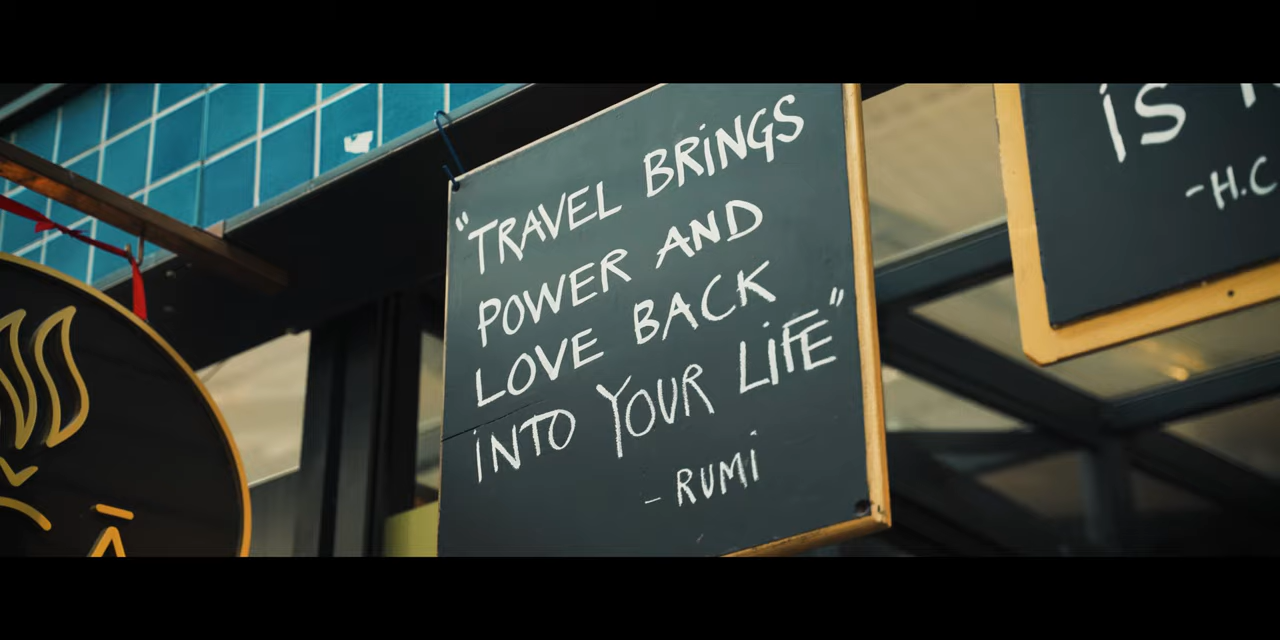 "TRAVEL BRINGS
POWER AND
LOVE BACK
INTO YOUR LIFE"
- RUMI
IS
-H.C